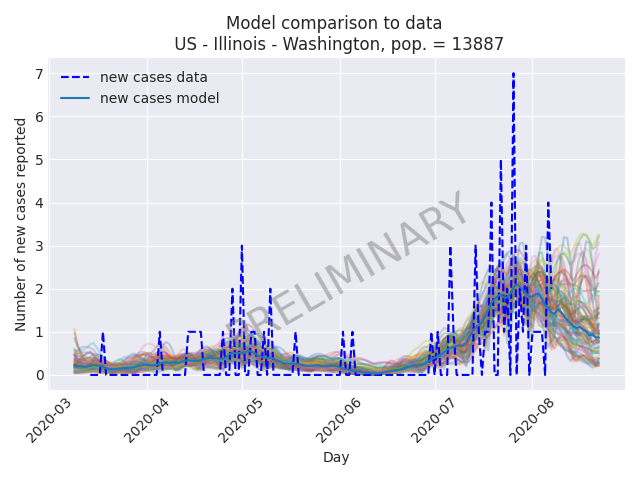 Model comparison to data
US - Illinois - Washington, pop. = 13887
new cases data
new cases model
7
6
5
4
3
2
1
0
Number of new cases reported
PRELIMINARY
2020-03
2020-04
2020-05
2020-06
2020-07
2020-08
Day